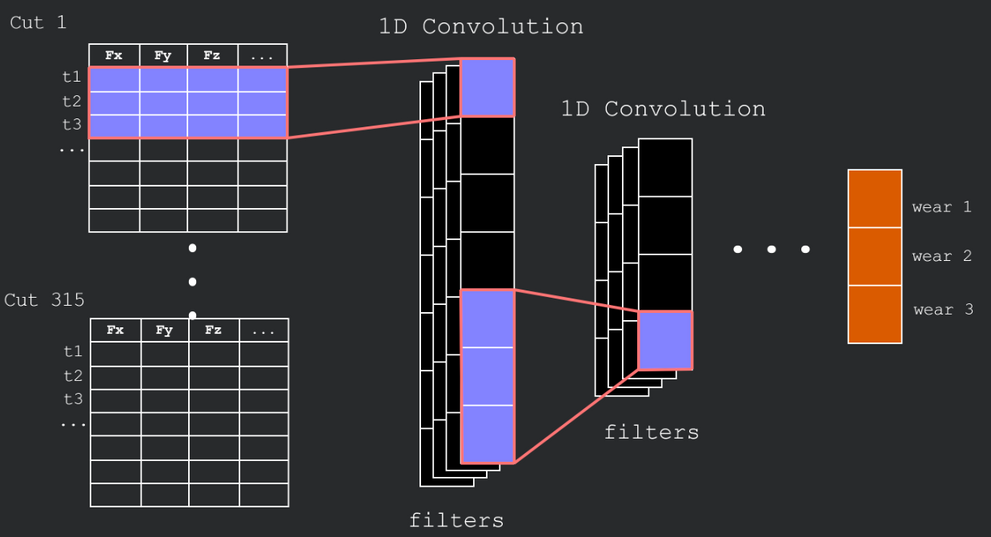 Cut 1
1D Convolution
Fx Fy Fz ...
t1
t2
t3
...
1D Convolution
wear 1
wear 2
wear 3
Cut 315
Fx Fy Fz ...
t1
t2
t3
...
filters
filters